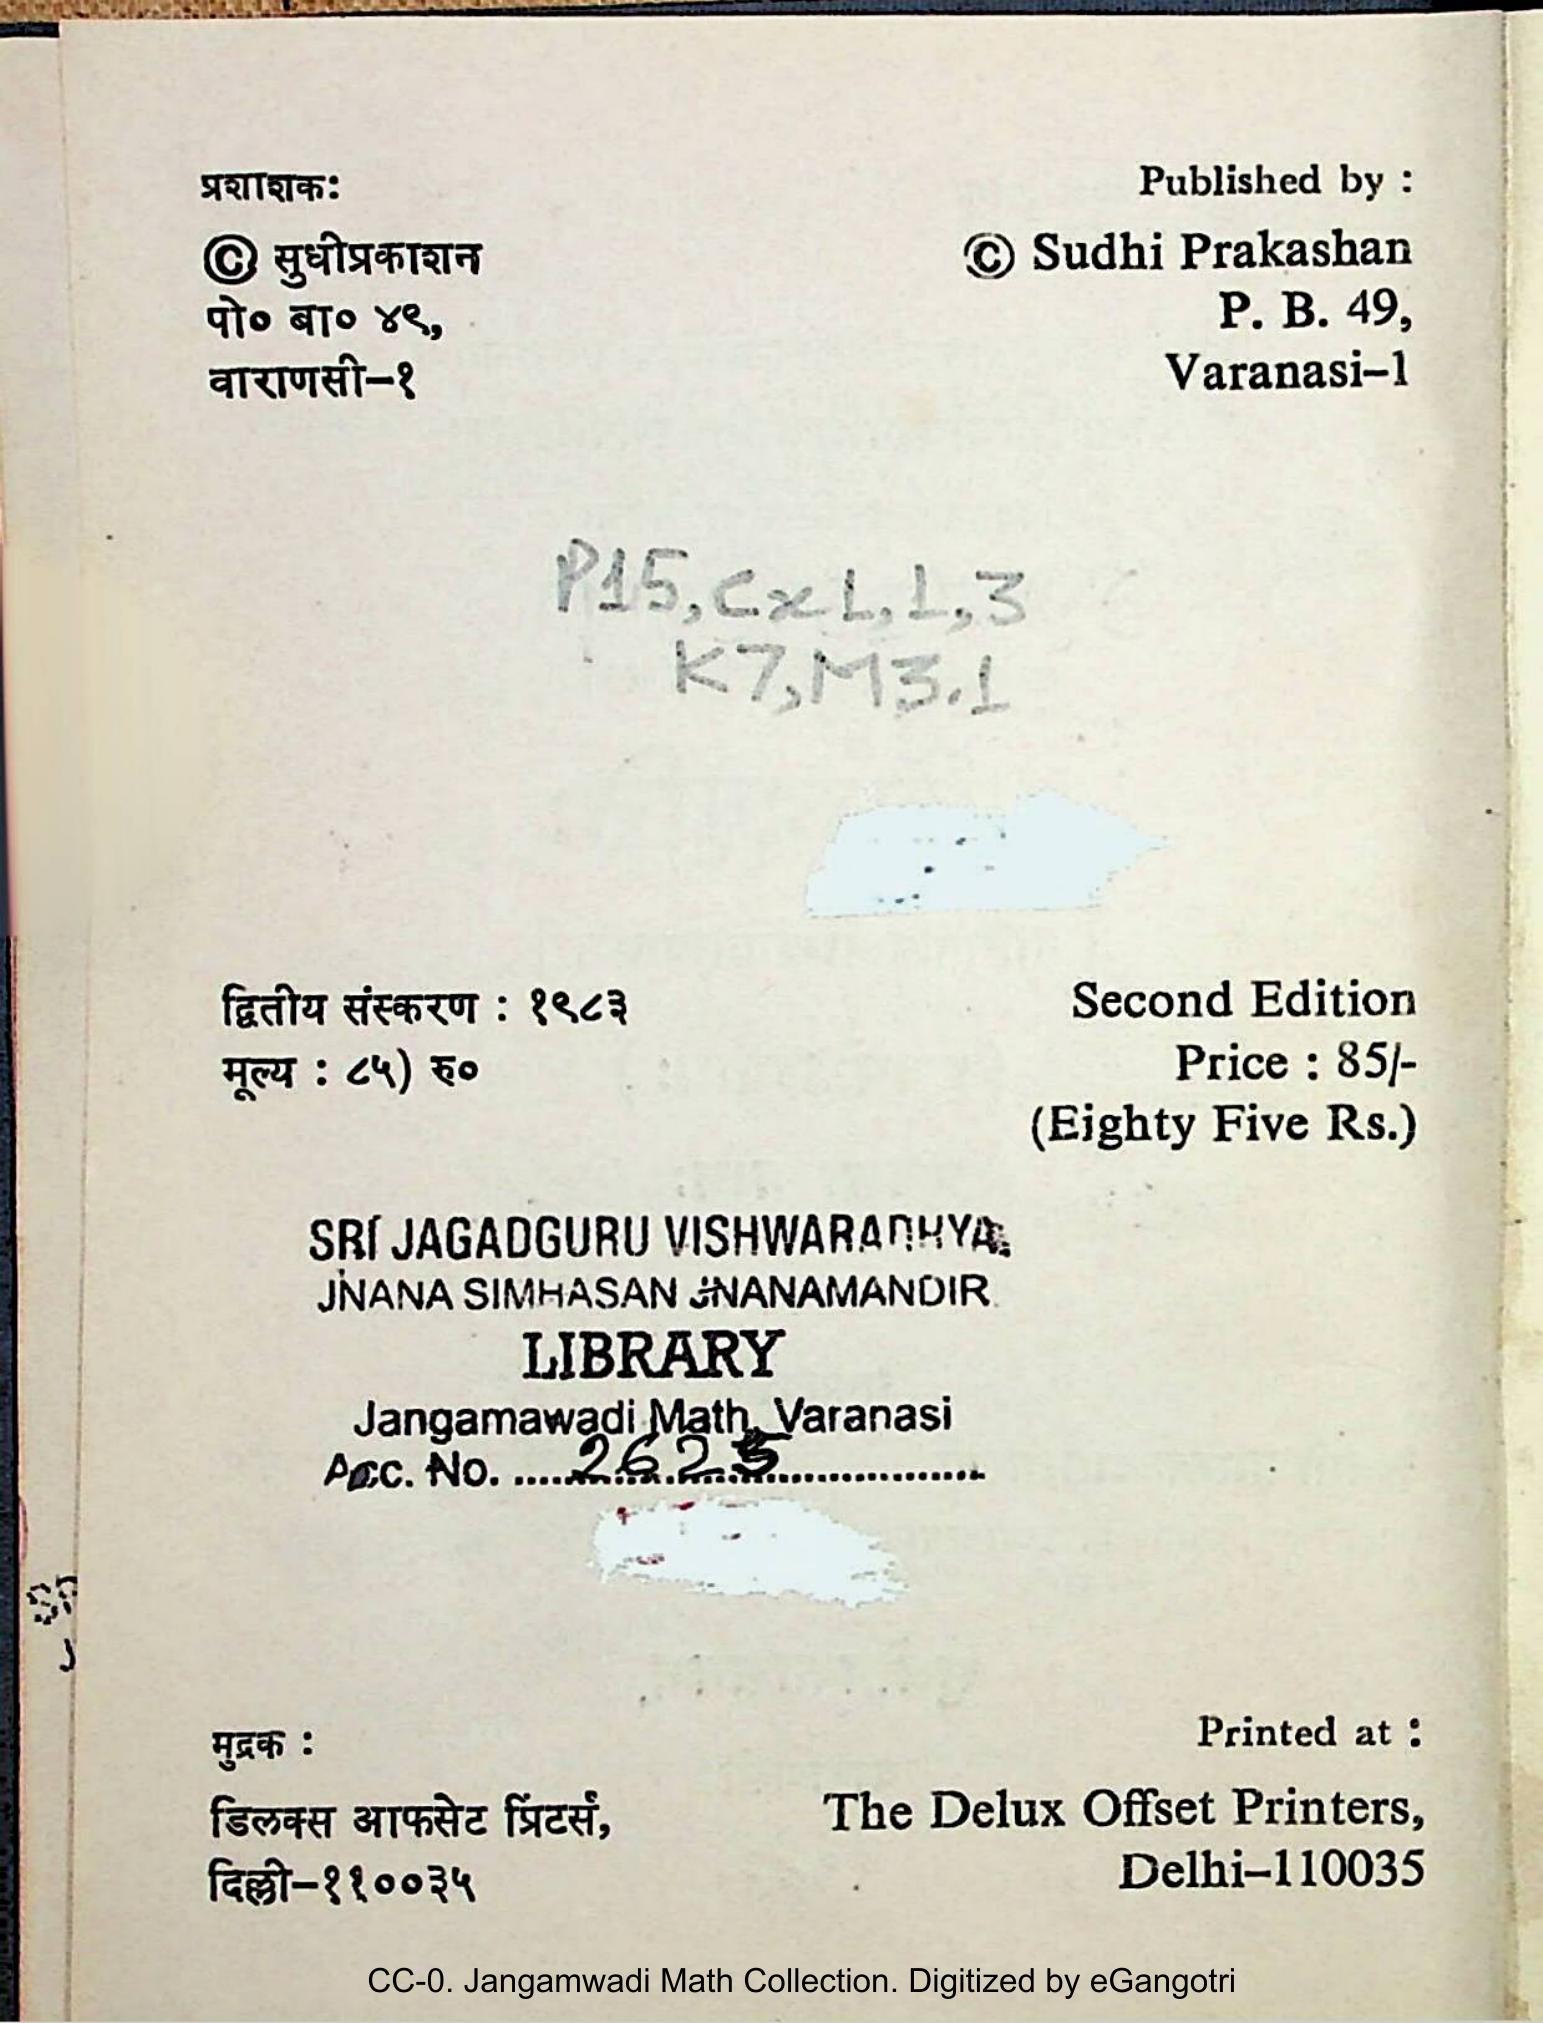 प्रशाशक:
© सुधीप्रकाशन
पो० बा० ४९,
वाराणसी–१
Published by :
© Sudhi Prakashan
P. B. 49,
Varanasi–1
P15,CxL,1,3
K7,M3.1
द्वितीय संस्करण : १९८३
मूल्य : ८५) रु०
Second Edition
Price : 85/-
(Eighty Five Rs.)
SRI JAGADGURU VISHWARADHYA
JNANA SIMHASAN JNANAMANDIR
LIBRARY
Jangamawadi Math, Varanasi
Acc. No. ...2625...
मुद्रक :
डिलक्स आफसेट प्रिंटर्स,
दिल्ली–११००३५
Printed at :
The Delux Offset Printers,
Delhi–110035
CC-0. Jangamwadi Math Collection. Digitized by eGangotri